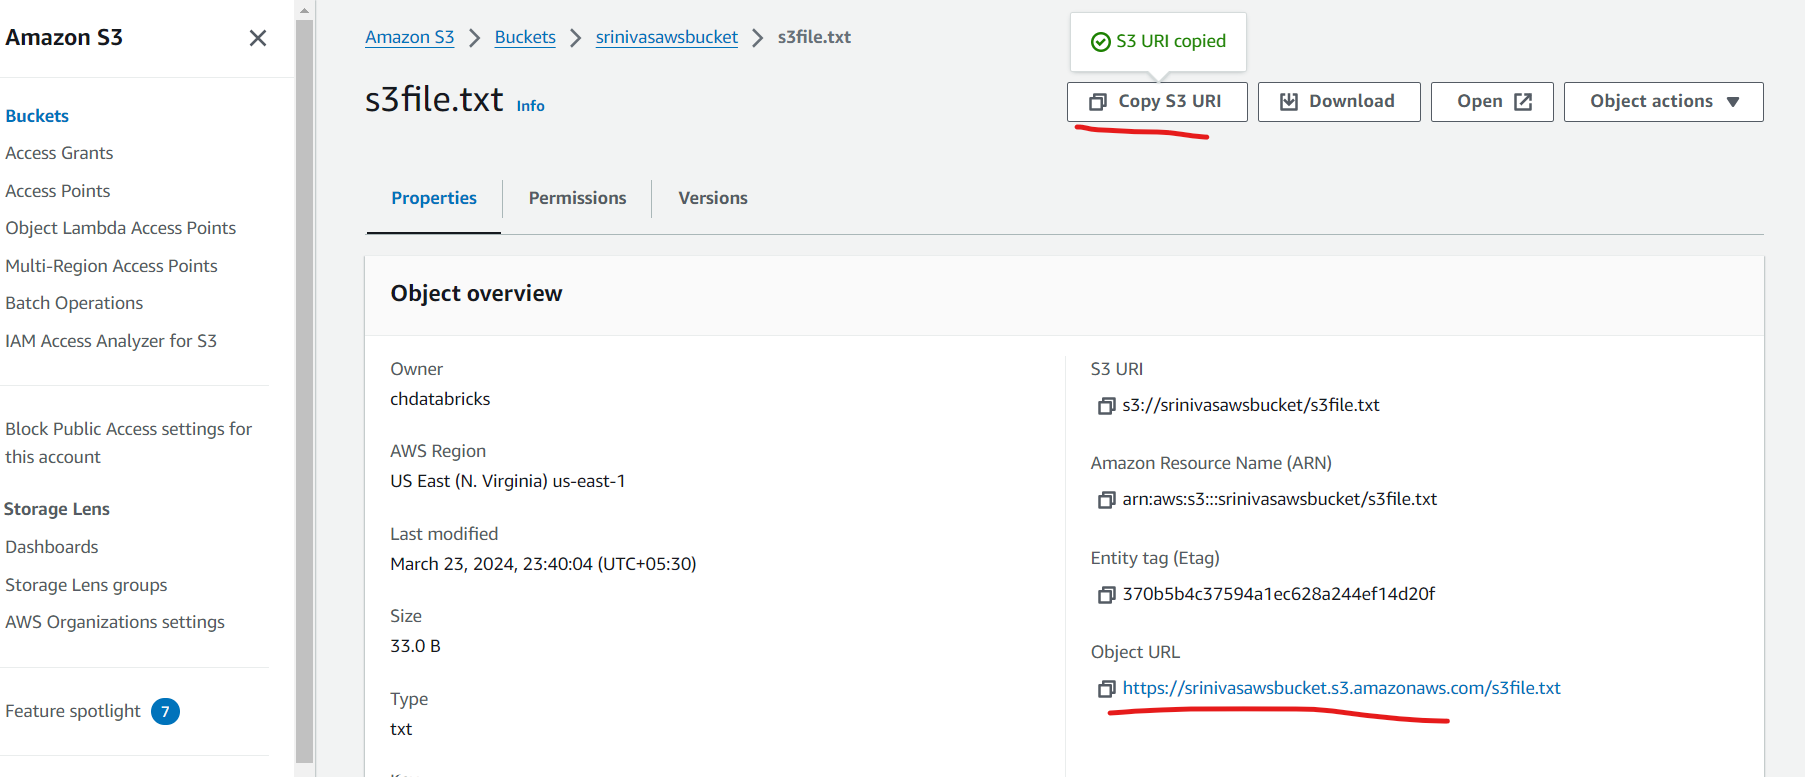 Amazon S3
Buckets
Access Grants
Access Points
Object Lambda Access Points
Multi-Region Access Points
Batch Operations
IAM Access Analyzer for S3
Block Public Access settings for
this account
Storage Lens
Dashboards
Storage Lens groups
AWS Organizations settings
Feature spotlight 7
Amazon S3 > Buckets > srinivasawsbucket > s3file.txt
S3 URI copied
s3file.txt Info
Copy S3 URI Download Open Object actions
Properties Permissions Versions
Object overview
Owner
chdatabricks
AWS Region
US East (N. Virginia) us-east-1
Last modified
March 23, 2024, 23:40:04 (UTC+05:30)
Size
33.0 B
Type
txt
S3 URI
s3://srinivasawsbucket/s3file.txt
Amazon Resource Name (ARN)
arn:aws:s3:::srinivasawsbucket/s3file.txt
Entity tag (Etag)
370b5b4c37594a1ec628a244ef14d20f
Object URL
https://srinivasawsbucket.s3.amazonaws.com/s3file.txt